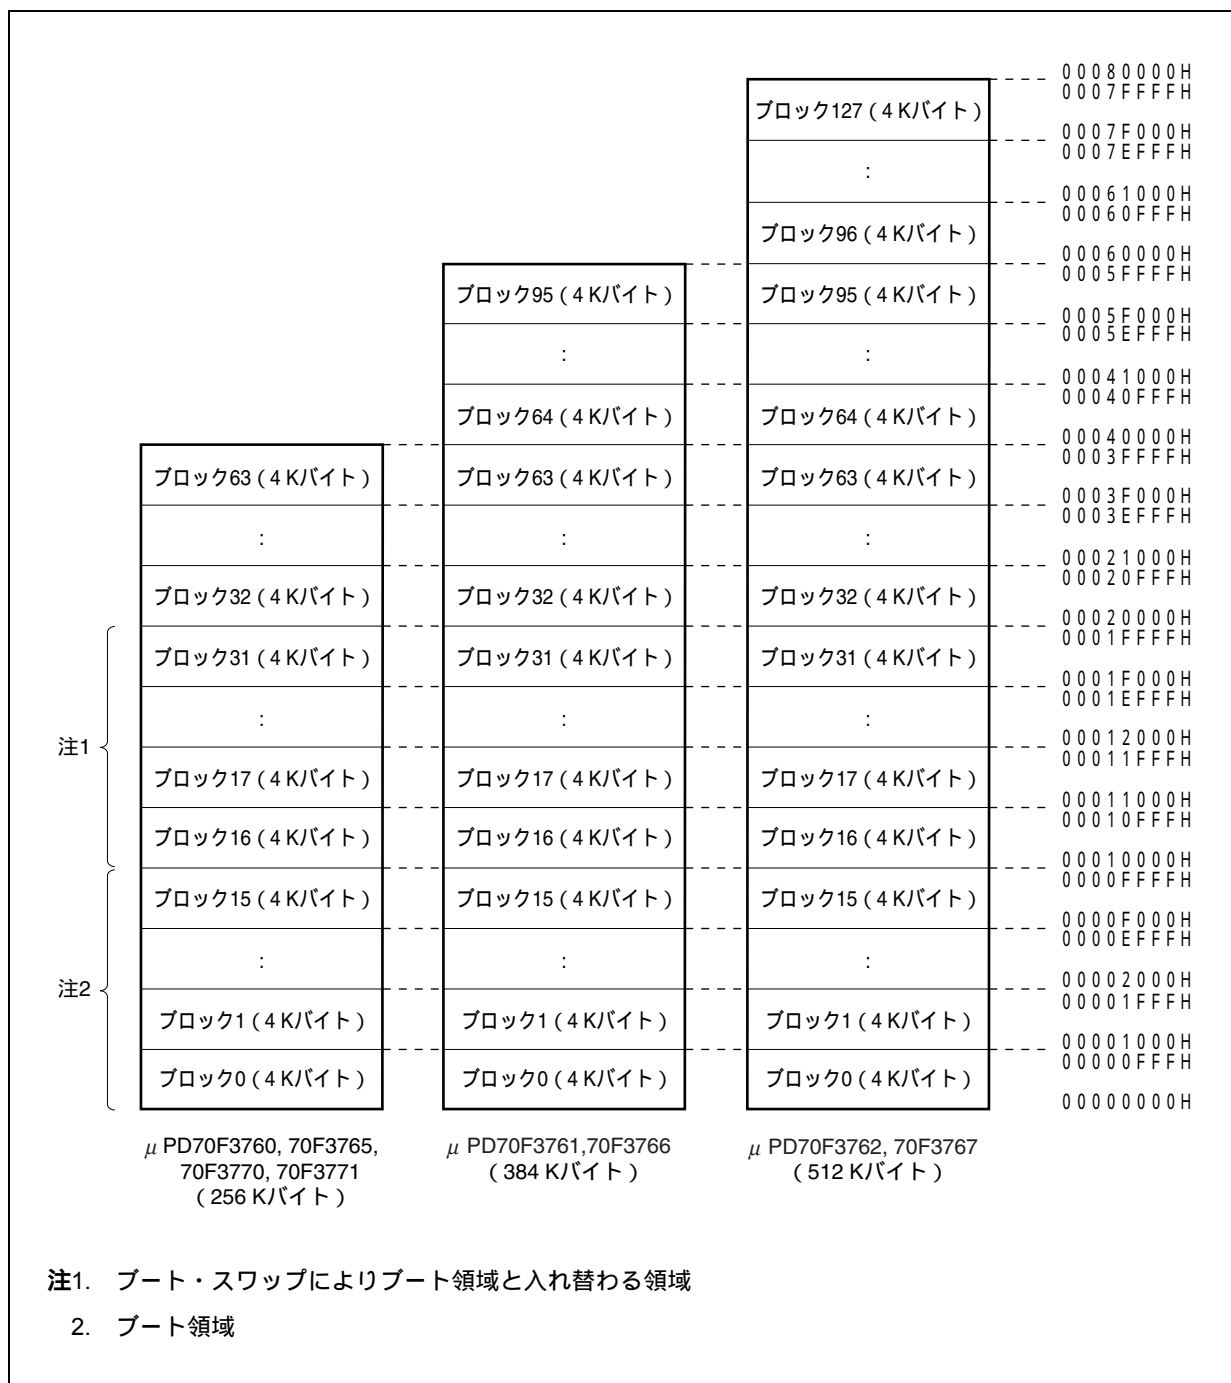 00080000H
0007FFFFH
ブロック127（4 Kバイト）
0007F000H
0007EFFFH
:
00061000H
00060FFFH
ブロック96（4 Kバイト）
00060000H
0005FFFFH
ブロック95（4 Kバイト） ブロック95（4 Kバイト）
0005F000H
0005EFFFH
: :
00041000H
00040FFFH
ブロック64（4 Kバイト） ブロック64（4 Kバイト）
00040000H
0003FFFFH
ブロック63（4 Kバイト） ブロック63（4 Kバイト） ブロック63（4 Kバイト）
0003F000H
0003EFFFH
: : :
00021000H
00020FFFH
ブロック32（4 Kバイト） ブロック32（4 Kバイト） ブロック32（4 Kバイト）
00020000H
0001FFFFH
ブロック31（4 Kバイト） ブロック31（4 Kバイト） ブロック31（4 Kバイト）
0001F000H
0001EFFFH
: : :
注1
00012000H
00011FFFH
ブロック17（4 Kバイト） ブロック17（4 Kバイト） ブロック17（4 Kバイト）
00011000H
00010FFFH
ブロック16（4 Kバイト） ブロック16（4 Kバイト） ブロック16（4 Kバイト）
00010000H
0000FFFFH
ブロック15（4 Kバイト） ブロック15（4 Kバイト） ブロック15（4 Kバイト）
0000F000H
0000EFFFH
: : :
注2
00002000H
00001FFFH
ブロック1（4 Kバイト） ブロック1（4 Kバイト） ブロック1（4 Kバイト）
00001000H
00000FFFH
ブロック0（4 Kバイト） ブロック0（4 Kバイト） ブロック0（4 Kバイト）
00000000H
μ PD70F3760, 70F3765,
70F3770, 70F3771
（256 Kバイト）
μ PD70F3761,70F3766
（384 Kバイト）
μ PD70F3762, 70F3767
（512 Kバイト）
注1. ブート・スワップによりブート領域と入れ替わる領域
2. ブート領域